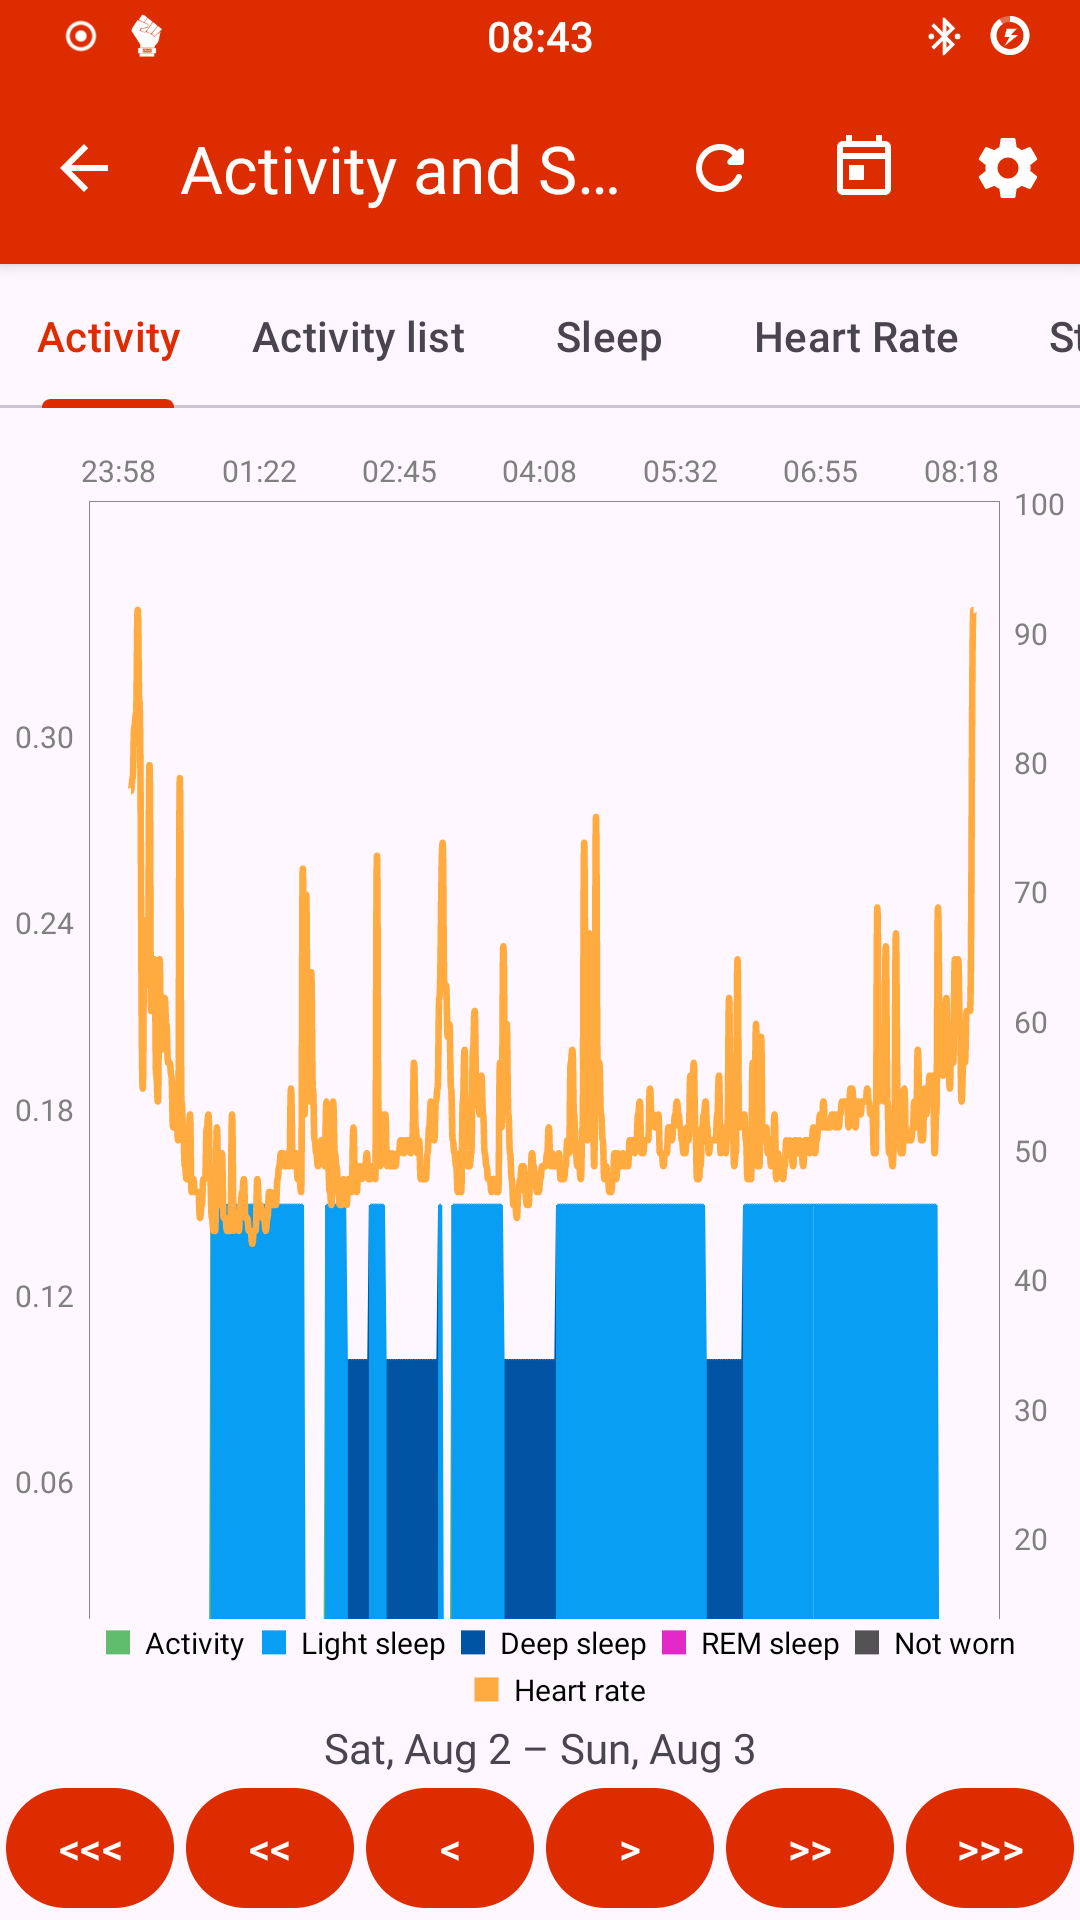 08:43
Activity and S...
Activity Activity list Sleep Heart Rate St
23:58 01:22 02:45 04:08 05:32 06:55 08:18
100
90
0.30
80
70
0.24
60
0.18
50
0.12
40
30
0.06
20
Activity Light sleep Deep sleep REM sleep Not worn
Heart rate
Sat, Aug 2 – Sun, Aug 3
<<< << < > >> >>>